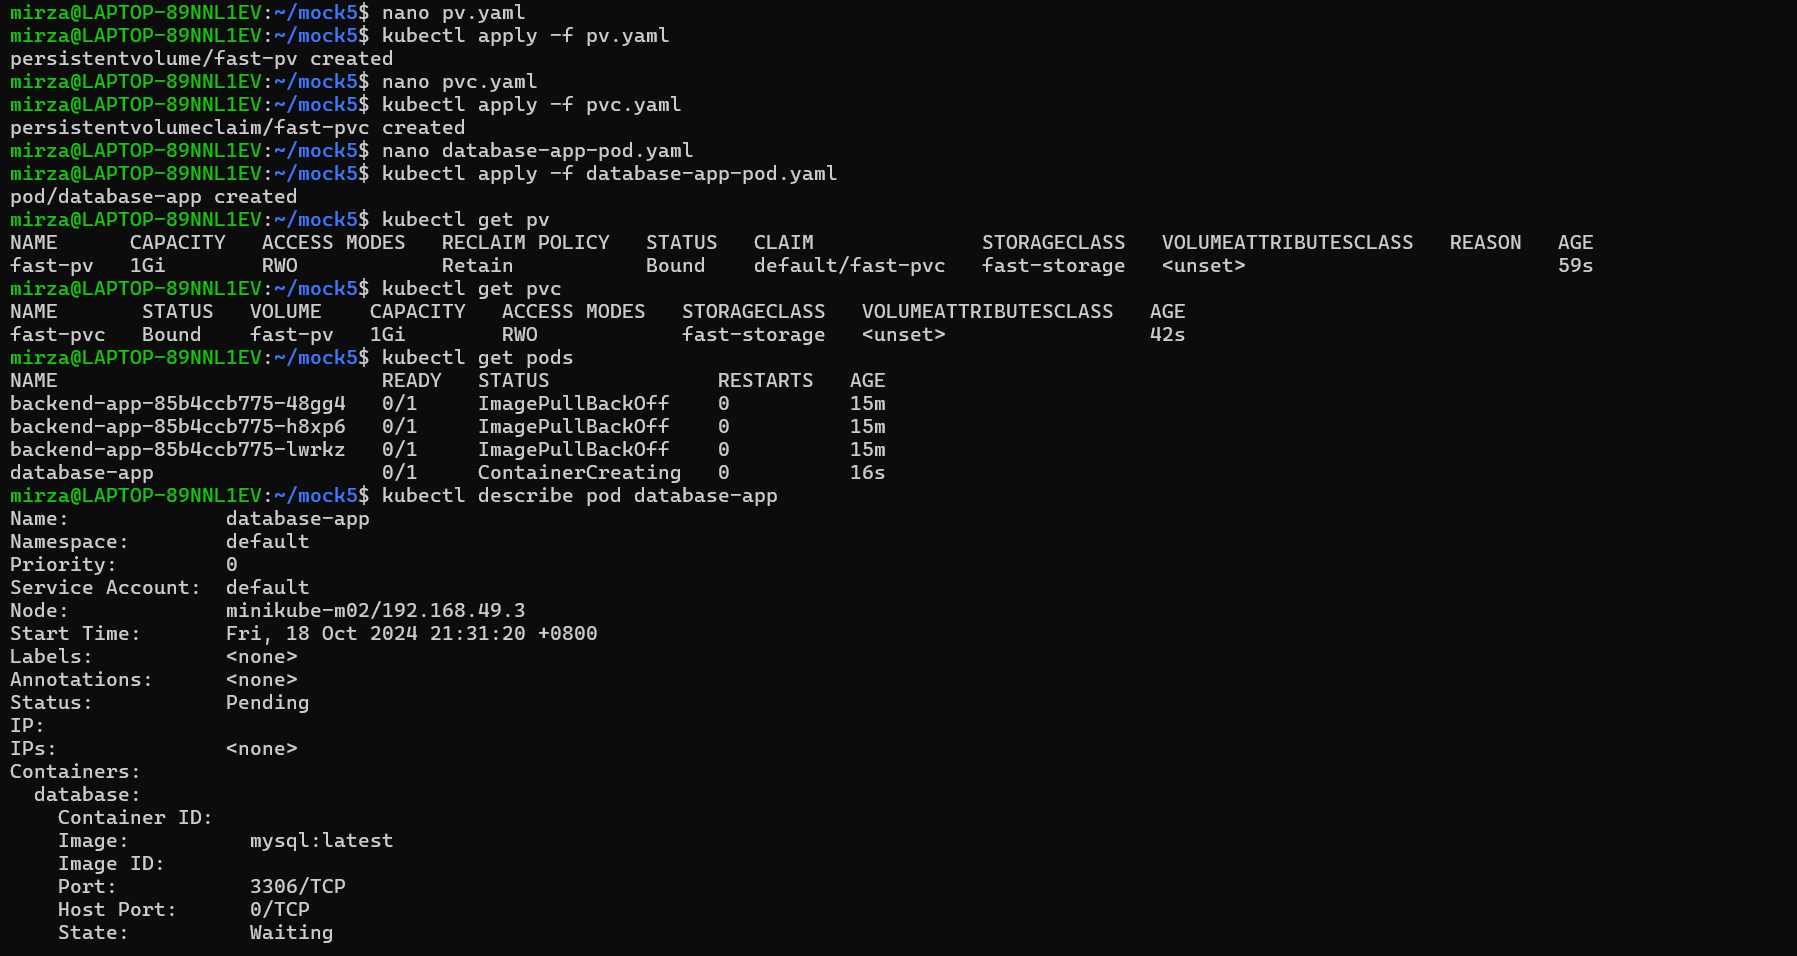 mirza@LAPTOP-89NNL1EV:~/mock5$ nano pv.yaml
mirza@LAPTOP-89NNL1EV:~/mock5$ kubectl apply -f pv.yaml
persistentvolume/fast-pv created
mirza@LAPTOP-89NNL1EV:~/mock5$ nano pvc.yaml
mirza@LAPTOP-89NNL1EV:~/mock5$ kubectl apply -f pvc.yaml
persistentvolumeclaim/fast-pvc created
mirza@LAPTOP-89NNL1EV:~/mock5$ nano database-app-pod.yaml
mirza@LAPTOP-89NNL1EV:~/mock5$ kubectl apply -f database-app-pod.yaml
pod/database-app created
mirza@LAPTOP-89NNL1EV:~/mock5$ kubectl get pv
NAME      CAPACITY   ACCESS MODES   RECLAIM POLICY   STATUS   CLAIM              STORAGECLASS   VOLUMEATTRIBUTESCLASS   REASON   AGE
fast-pv   1Gi        RWO            Retain           Bound    default/fast-pvc   fast-storage   <unset>                          59s
mirza@LAPTOP-89NNL1EV:~/mock5$ kubectl get pvc
NAME       STATUS   VOLUME    CAPACITY   ACCESS MODES   STORAGECLASS   VOLUMEATTRIBUTESCLASS   AGE
fast-pvc   Bound    fast-pv   1Gi        RWO            fast-storage   <unset>                 42s
mirza@LAPTOP-89NNL1EV:~/mock5$ kubectl get pods
NAME                           READY   STATUS              RESTARTS   AGE
backend-app-85b4ccb775-48gg4   0/1     ImagePullBackOff    0          15m
backend-app-85b4ccb775-h8xp6   0/1     ImagePullBackOff    0          15m
backend-app-85b4ccb775-lwrkz   0/1     ImagePullBackOff    0          15m
database-app                   0/1     ContainerCreating   0          16s
mirza@LAPTOP-89NNL1EV:~/mock5$ kubectl describe pod database-app
Name:             database-app
Namespace:        default
Priority:         0
Service Account:  default
Node:             minikube-m02/192.168.49.3
Start Time:       Fri, 18 Oct 2024 21:31:20 +0800
Labels:           <none>
Annotations:      <none>
Status:           Pending
IP:
IPs:              <none>
Containers:
  database:
    Container ID:
    Image:          mysql:latest
    Image ID:
    Port:           3306/TCP
    Host Port:      0/TCP
    State:          Waiting